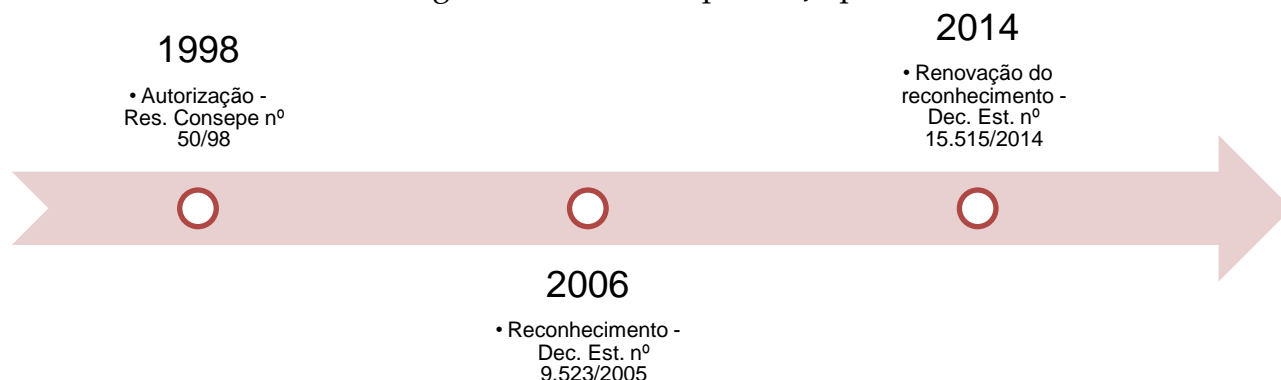 1998
• Autorização -
Res. Consepe nº
50/98
2006
• Reconhecimento -
Dec. Est. nº
9.523/2005
2014
• Renovação do
reconhecimento -
Dec. Est. nº
15.515/2014